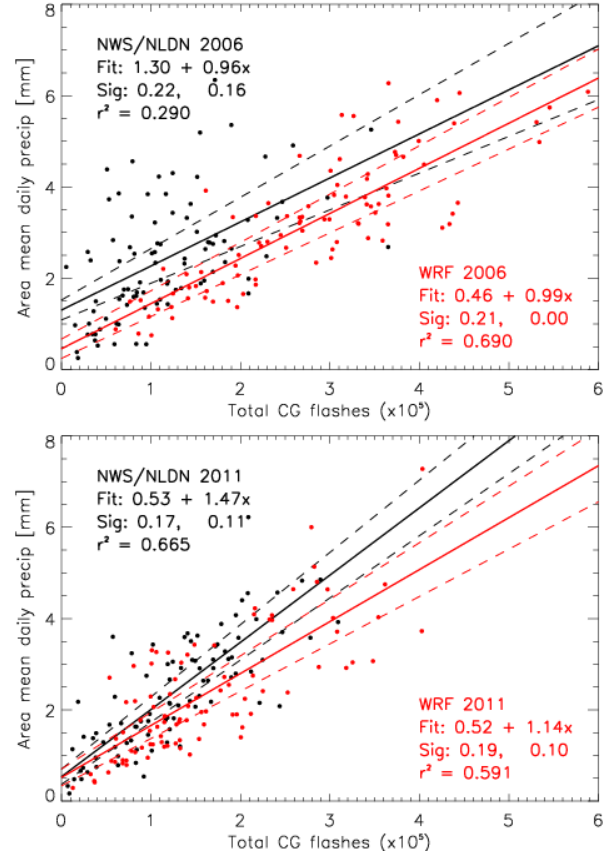 8
6
4
2
0
Area mean daily precip [mm]
NWS/NLDN 2006
Fit: 1.30 + 0.96x
Sig: 0.22, 0.16
r² = 0.290
WRF 2006
Fit: 0.46 + 0.99x
Sig: 0.21, 0.00
r² = 0.690
0 1 2 3 4 5 6
Total CG flashes (x10⁵)
8
6
4
2
0
Area mean daily precip [mm]
NWS/NLDN 2011
Fit: 0.53 + 1.47x
Sig: 0.17, 0.11
r² = 0.665
WRF 2011
Fit: 0.52 + 1.14x
Sig: 0.19, 0.10
r² = 0.591
0 1 2 3 4 5 6
Total CG flashes (x10⁵)